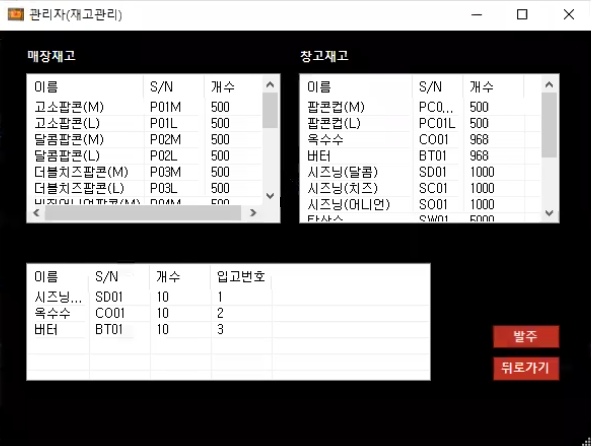 관리자(재고관리)
매장재고
이름 S/N 개수
고소팝콘(M) P01M 500
고소팝콘(L) P01L 500
달콤팝콘(M) P02M 500
달콤팝콘(L) P02L 500
더블치즈팝콘(M) P03M 500
더블치즈팝콘(L) P03L 500
P04M 500
창고재고
이름 S/N 개수
팝콘컵(M) PC0... 500
팝콘컵(L) PC01L 500
옥수수 CO01 968
버터 BT01 968
시즈닝(달콤) SD01 1000
시즈닝(치즈) SC01 1000
시즈닝(어니언) SO01 1000
탄산수 SW01 5000
이름 S/N 개수 입고번호
시즈닝... SD01 10 1
옥수수 CO01 10 2
버터 BT01 10 3
발주
뒤로가기